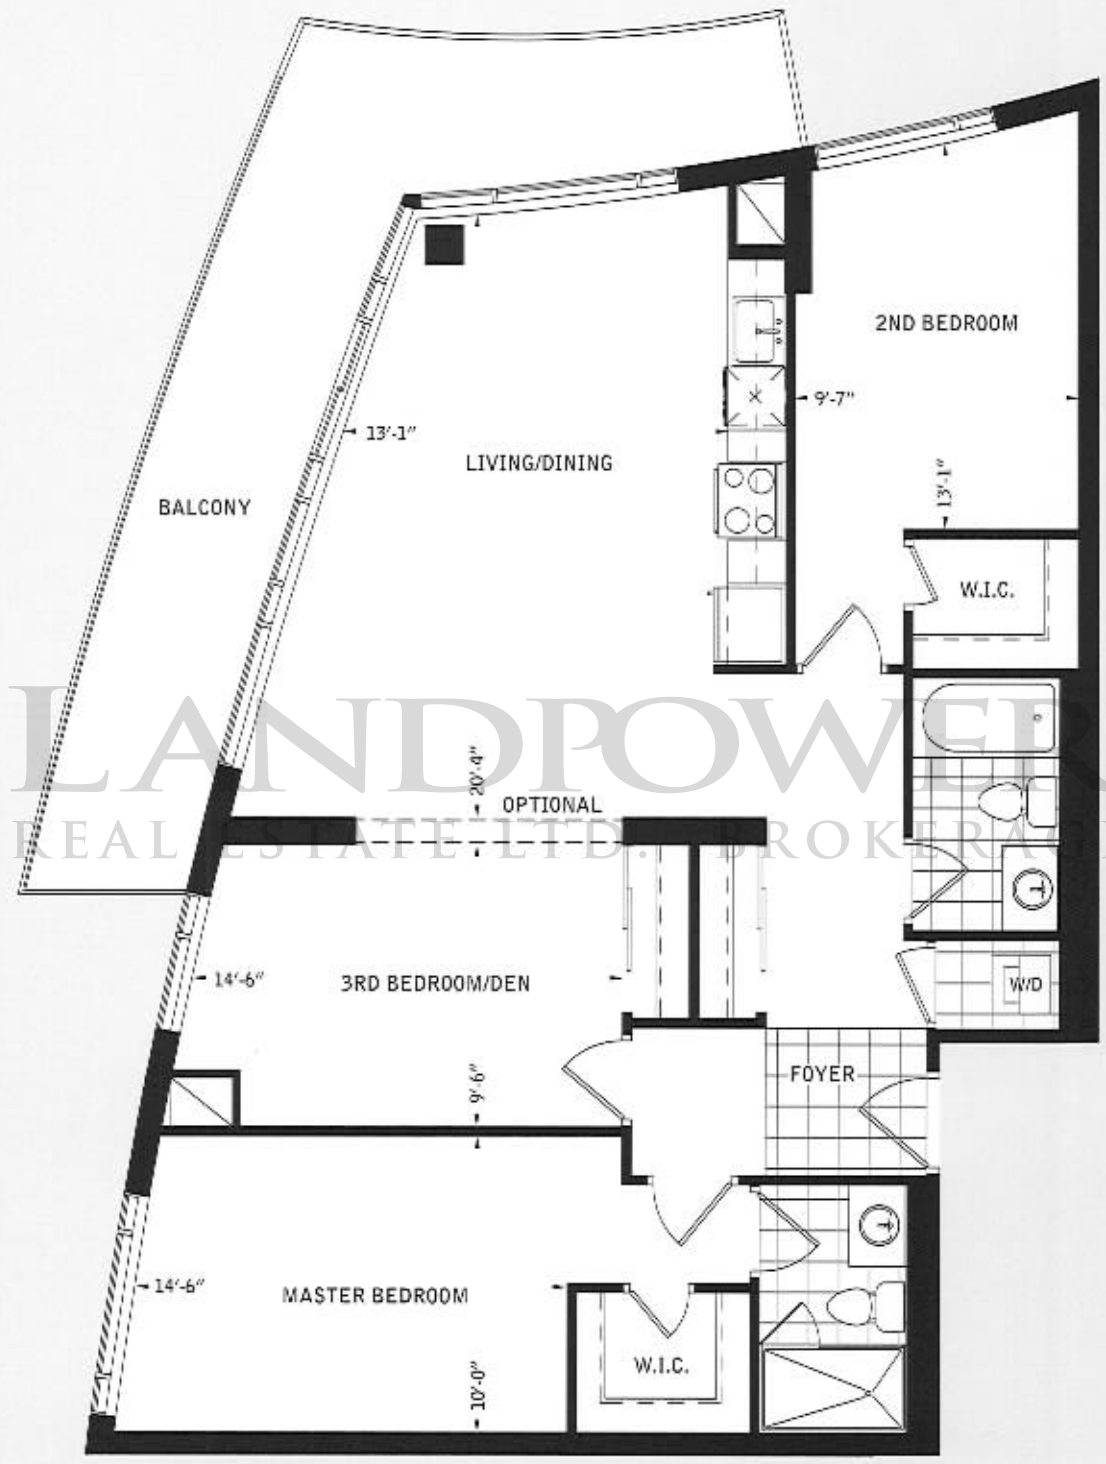 2ND BEDROOM
9'-7"
13'-1"
LIVING/DINING
13'-1"
BALCONY
W.I.C.
LANDPOWER
20'-4"
OPTIONAL
REAL ESTATE LTD. BROKERAGE
14'-6"
3RD BEDROOM/DEN
W/D
FOYER
9'-6"
14'-6"
MASTER BEDROOM
W.I.C.
10'-0"